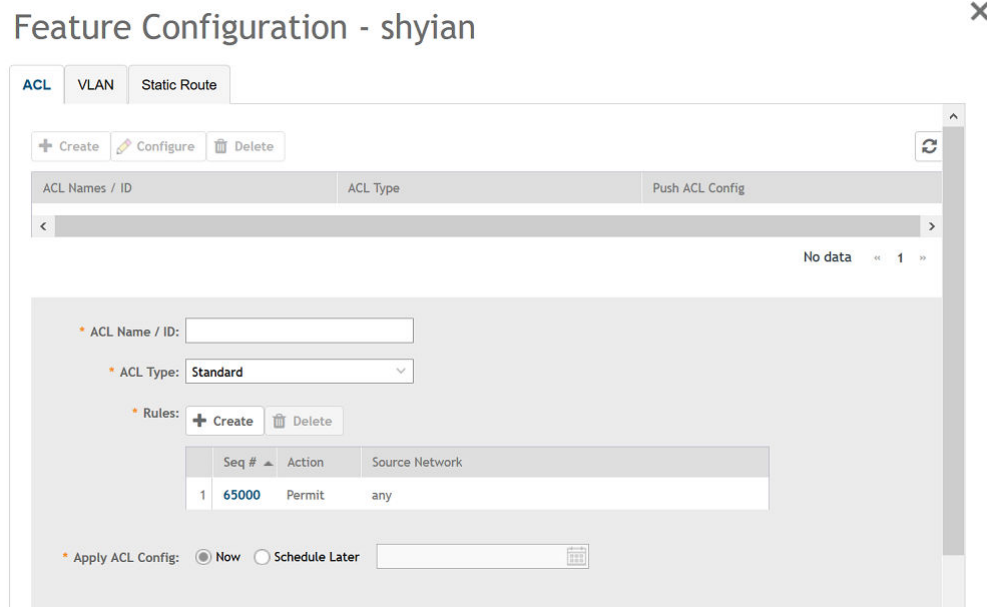 Feature Configuration - shyian
ACL VLAN Static Route
Create Configure Delete
ACL Names / ID ACL Type Push ACL Config
No data « 1 »
* ACL Name / ID:
* ACL Type: Standard
* Rules: Create Delete
Seq # Action Source Network
1 65000 Permit any
* Apply ACL Config: Now Schedule Later